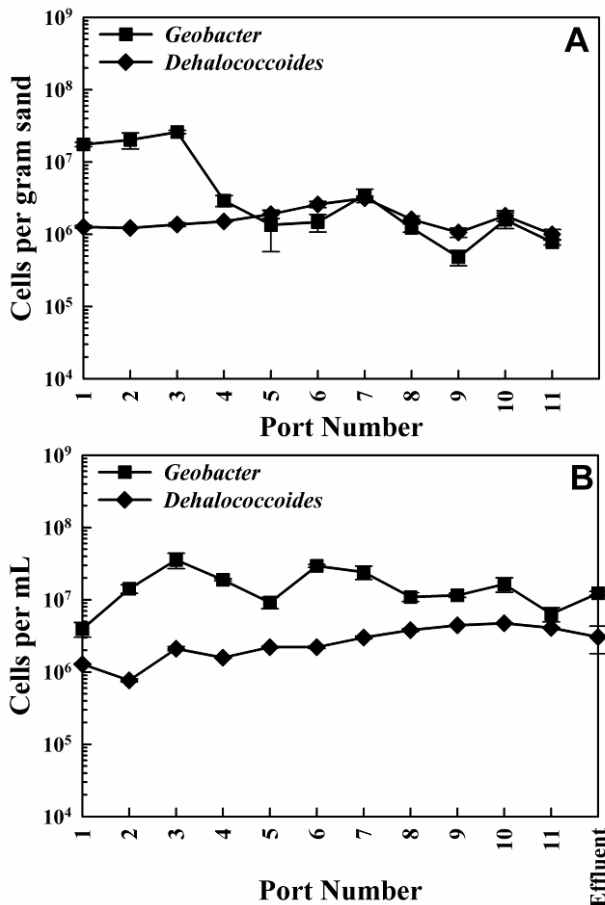 A
Geobacter
Dehalococcoides
Cells per gram sand
10⁹
10⁸
10⁷
10⁶
10⁵
10⁴
1 2 3 4 5 6 7 8 9 10 11
Port Number
B
Geobacter
Dehalococcoides
Cells per mL
10⁹
10⁸
10⁷
10⁶
10⁵
10⁴
1 2 3 4 5 6 7 8 9 10 11 Effluent
Port Number